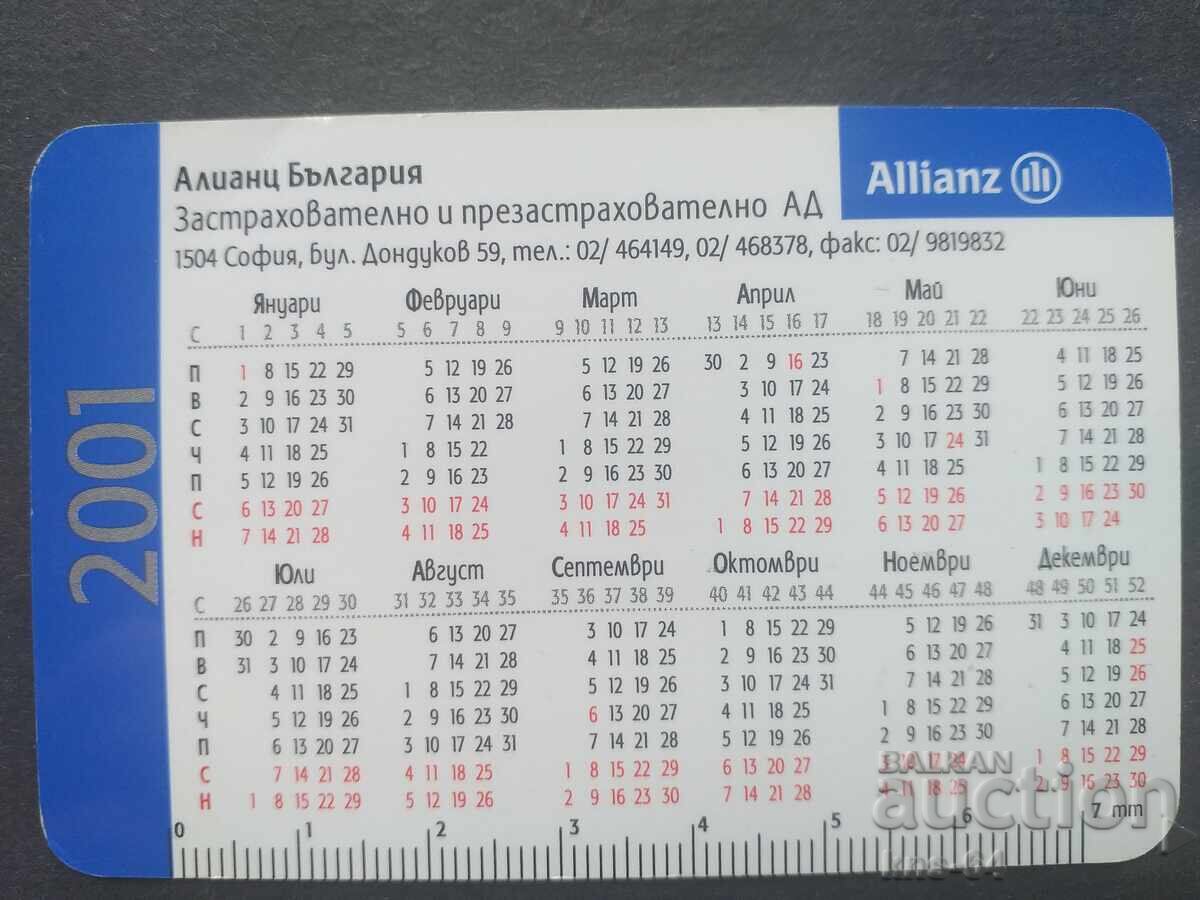 2001
Алианц България
Застрахователно и презастрахователно АД
Allianz
1504 София, бул. Дондуков 59, тел.: 02/ 464149, 02/ 468378, факс: 02/ 9819832
Януари Февруари Март Април Май Юни
С 1 2 3 4 5 5 6 7 8 9 9 10 11 12 13 13 14 15 16 17 18 19 20 21 22 22 23 24 25 26
П 1 8 15 22 29 5 12 19 26 5 12 19 26 30 2 9 16 23 7 14 21 28 4 11 18 25
В 2 9 16 23 30 6 13 20 27 6 13 20 27 3 10 17 24 1 8 15 22 29 5 12 19 26
С 3 10 17 24 31 7 14 21 28 7 14 21 28 4 11 18 25 2 9 16 23 30 6 13 20 27
Ч 4 11 18 25 1 8 15 22 1 8 15 22 29 5 12 19 26 3 10 17 24 31 7 14 21 28
П 5 12 19 26 2 9 16 23 2 9 16 23 30 6 13 20 27 4 11 18 25 1 8 15 22 29
С 6 13 20 27 3 10 17 24 3 10 17 24 31 7 14 21 28 5 12 19 26 2 9 16 23 30
Н 7 14 21 28 4 11 18 25 4 11 18 25 1 8 15 22 29 6 13 20 27 3 10 17 24
Юли Август Септември Октомври Ноември Декември
С 26 27 28 29 30 31 32 33 34 35 35 36 37 38 39 40 41 42 43 44 44 45 46 47 48 48 49 50 51 52
П 30 2 9 16 23 6 13 20 27 3 10 17 24 1 8 15 22 29 5 12 19 26 31 3 10 17 24
В 31 3 10 17 24 7 14 21 28 4 11 18 25 2 9 16 23 30 6 13 20 27 4 11 18 25
С 4 11 18 25 1 8 15 22 29 5 12 19 26 3 10 17 24 31 7 14 21 28 5 12 19 26
Ч 5 12 19 26 2 9 16 23 30 6 13 20 27 4 11 18 25 1 8 15 22 29 6 13 20 27
П 6 13 20 27 3 10 17 24 31 7 14 21 28 5 12 19 26 2 9 16 23 30 7 14 21 28
С 7 14 21 28 4 11 18 25 1 8 15 22 29 6 13 20 27 3 10 17 24 1 8 15 22 29
Н 1 8 15 22 29 5 12 19 26 2 9 16 23 30 7 14 21 28 4 11 18 25 2 9 16 23 30
0 1 2 3 4 5 6 7 mm
BALKAN
auction
kns-64